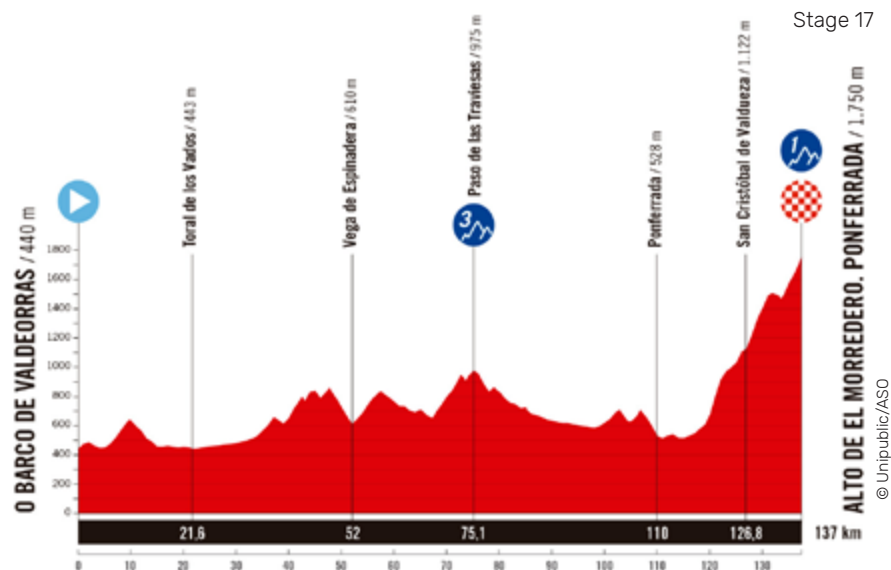 Stage 17
O BARCO DE VALDEORRAS / 440 m
Toral de los Vados / 443 m
Vega de Espinadera / 610 m
3
Paso de las Traviesas / 975 m
Ponferrada / 528 m
San Cristóbal de Valdueza / 1.122 m
1
ALTO DE EL MORREDERO. PONFERRADA / 1.750 m
© Unipublic/ASO
1800
1600
1400
1200
1000
800
600
400
200
0
21,6 52 75,1 110 126,8 137 km
0 10 20 30 40 50 60 70 80 90 100 110 120 130